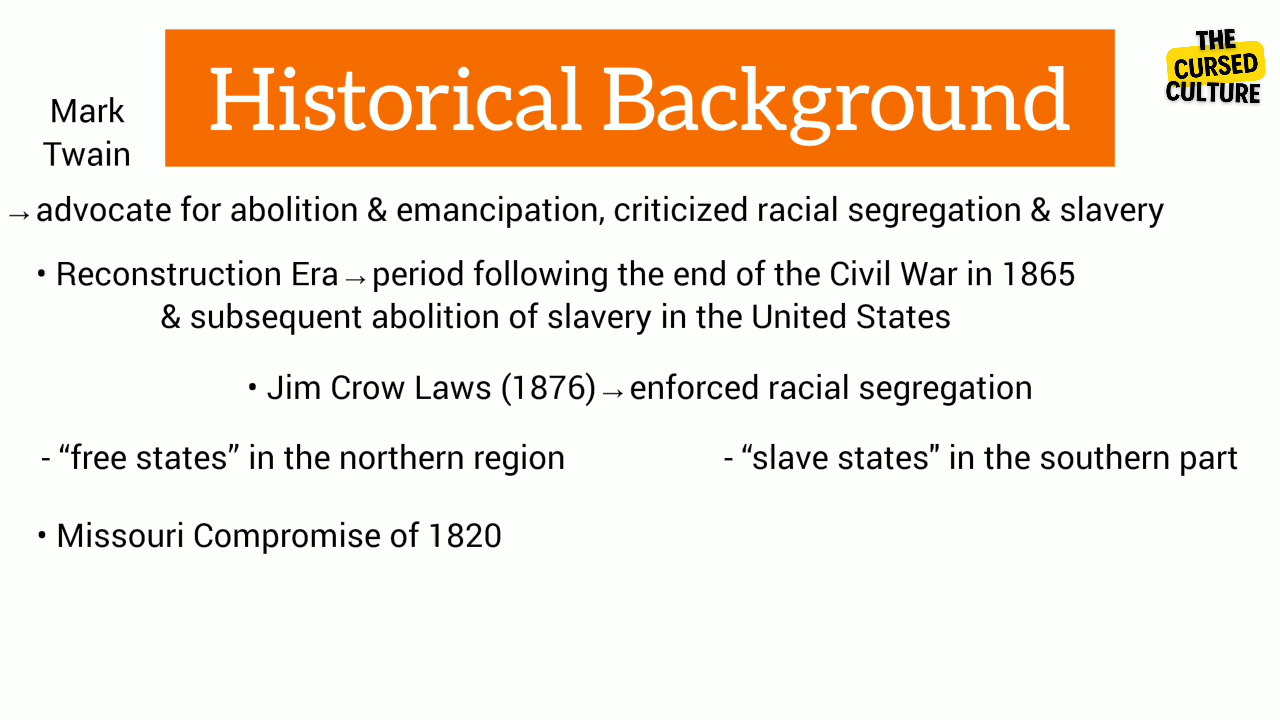 Historical Background
THE
CURSED
CULTURE
Mark
Twain
→advocate for abolition & emancipation, criticized racial segregation & slavery
• Reconstruction Era→period following the end of the Civil War in 1865
& subsequent abolition of slavery in the United States
• Jim Crow Laws (1876)→enforced racial segregation
- “free states” in the northern region
- “slave states" in the southern part
• Missouri Compromise of 1820